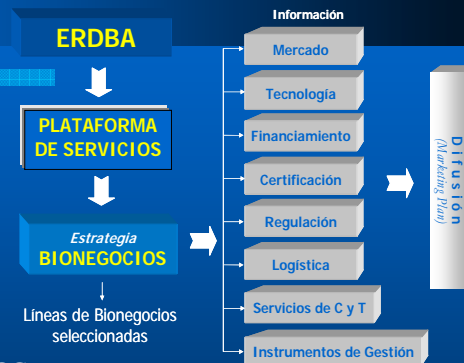 ERDBA
PLATAFORMA
DE SERVICIOS
Estrategia
BIONEGOCIOS
Líneas de Bionegocios
seleccionadas
Información
Mercado
Tecnología
Financiamiento
Certificación
Regulación
Logística
Servicios de C y T
Instrumentos de Gestión
Difusión
(Marketing Plan)